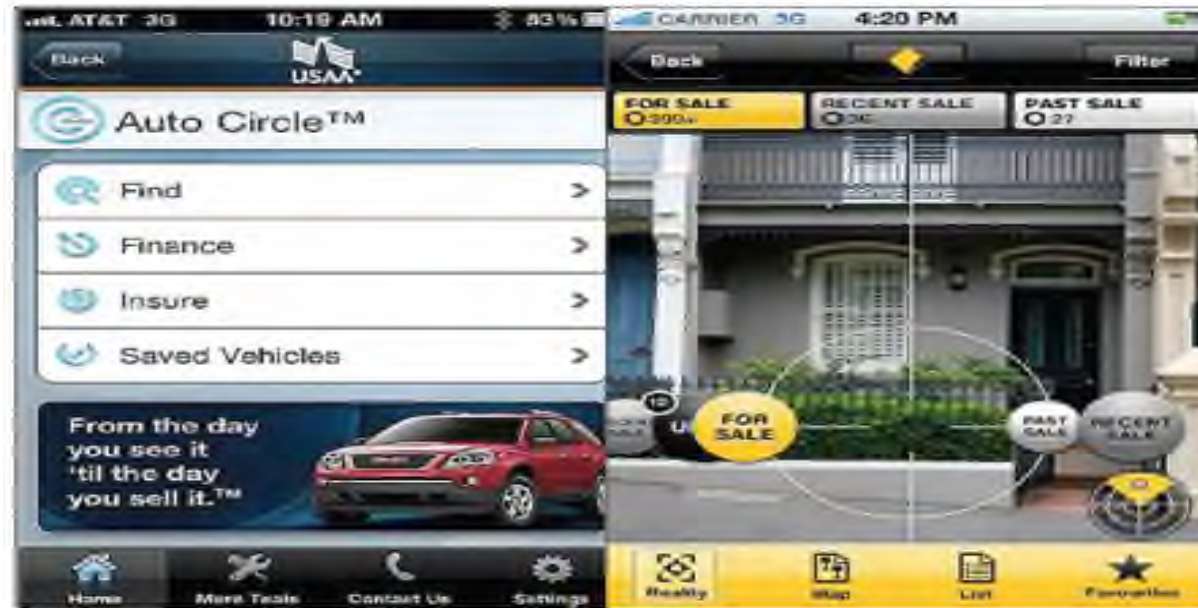 AT&T 3G 10:19 AM 83%
Back
USAA
Auto Circle™
Find
Finance
Insure
Saved Vehicles
From the day
you see it
'til the day
you sell it.™
Home More Tools Contact Us Settings
CARRIER 3G 4:20 PM
Back Filter
FOR SALE RECENT SALE PAST SALE
27
FOR
SALE
PAST
SALE
RECENT
SALE
Reality Map List Favourites